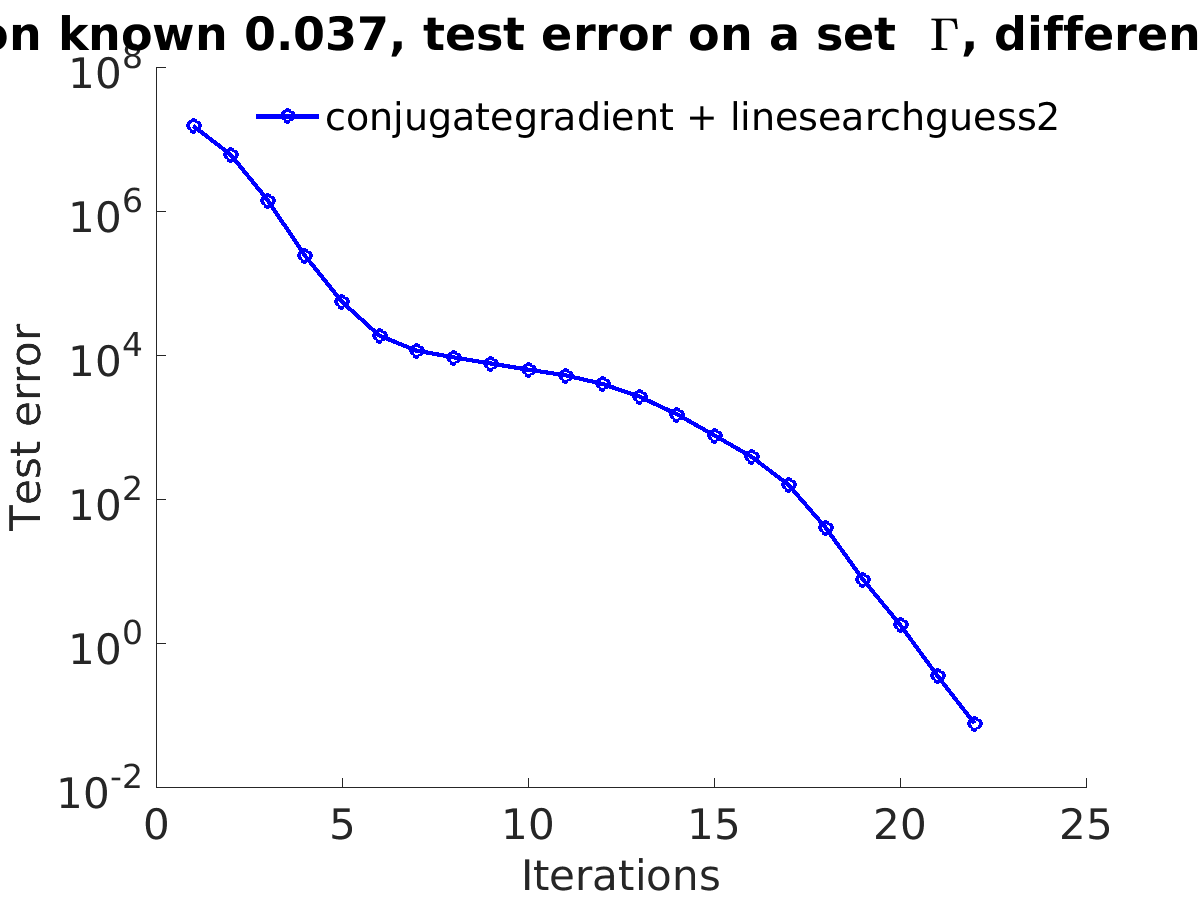 on known 0.037, test error on a set Γ, differen
10^8
conjugategradient + linesearchguess2
10^6
10^4
10^2
10^0
10^-2
Test error
0 5 10 15 20 25
Iterations